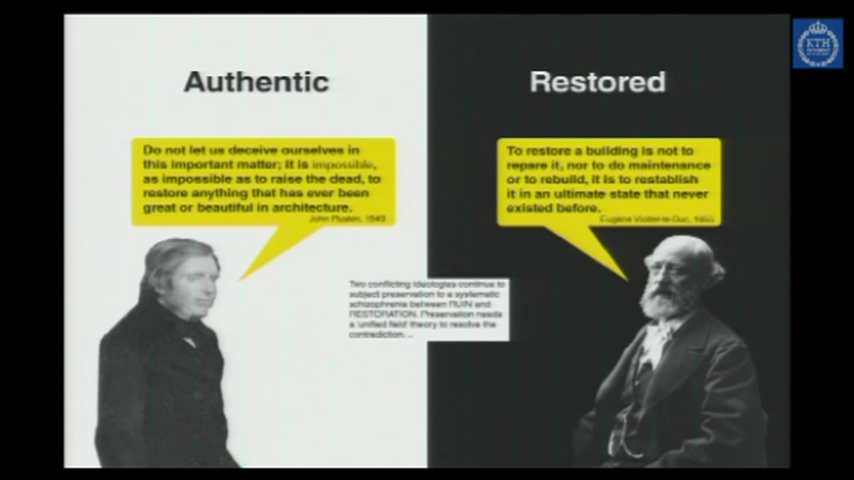 KTH
Authentic
Restored
Do not let us deceive ourselves in
this important matter; it is impossible,
as impossible as to raise the dead, to
restore anything that has ever been
great or beautiful in architecture.
John Ruskin, 1849
To restore a building is not to
repare it, nor to do maintenance
or to rebuild, it is to restablish
it in an ultimate state that never
existed before.
Eugène Viollet-le-Duc, 1855
Two conflicting ideologies continue to
subject preservation to a systematic
schizophrenia between RUIN and
RESTORATION. Preservation needs
a 'unified field' theory to resolve the
contradiction. ..